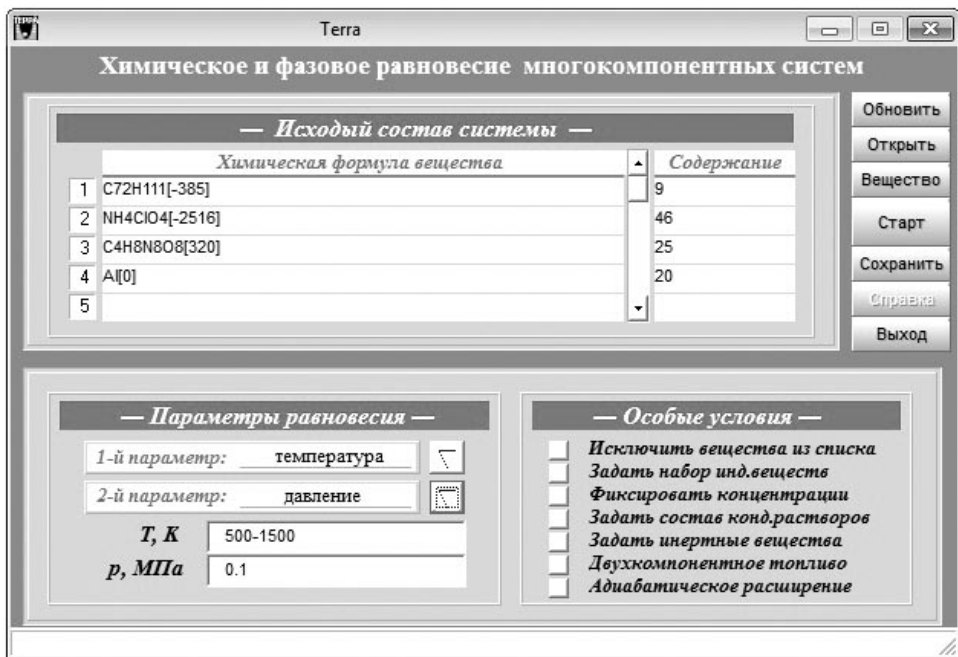 TERRA
Terra
Химическое и фазовое равновесие многокомпонентных систем
— Исходый состав системы —
Химическая формула вещества Содержание
1 C72H111[-385] 9
2 NH4ClO4[-2516] 46
3 C4H8N8O8[320] 25
4 Al[0] 20
5
Обновить
Открыть
Вещество
Старт
Сохранить
Справка
Выход
— Параметры равновесия —
1-й параметр: температура
2-й параметр: давление
T, K 500-1500
p, МПа 0.1
— Особые условия —
Исключить вещества из списка
Задать набор инд.веществ
Фиксировать концентрации
Задать состав конд.растворов
Задать инертные вещества
Двухкомпонентное топливо
Адиабатическое расширение